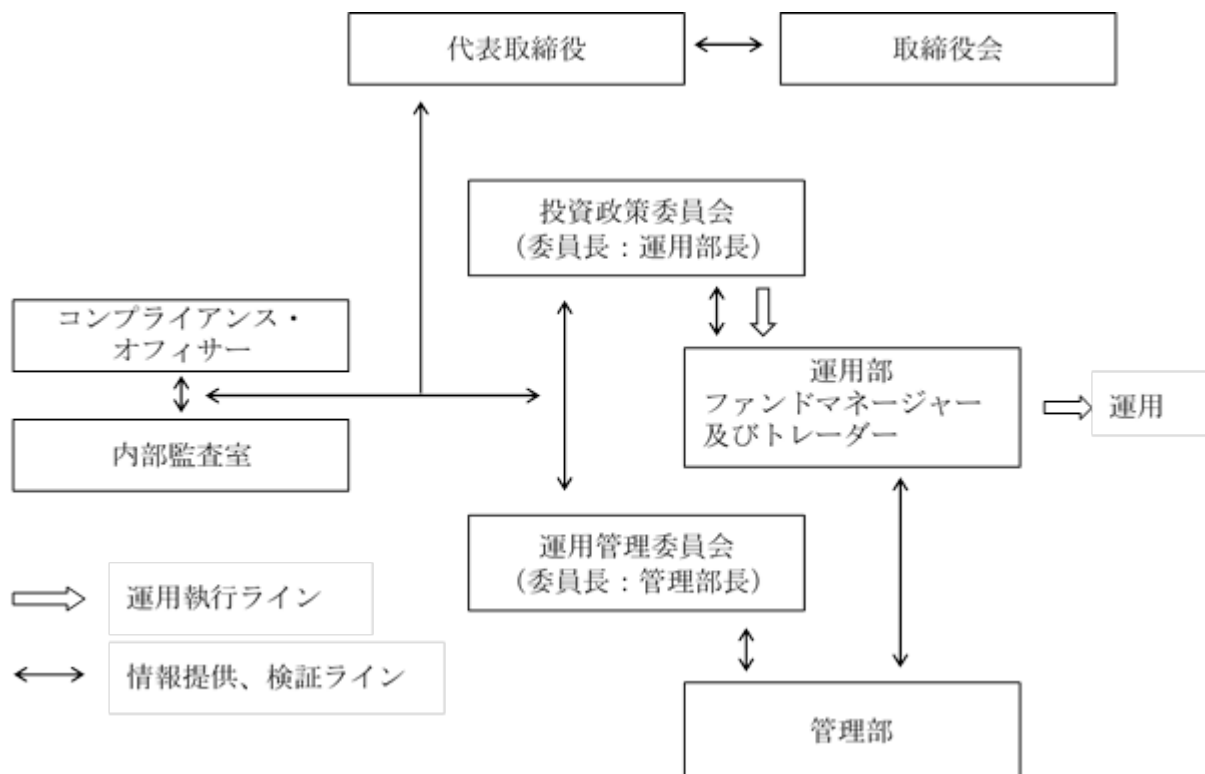 代表取締役
取締役会
投資政策委員会
（委員長：運用部長）
コンプライアンス・
オフィサー
運用部
ファンドマネージャー
及びトレーダー
運用
内部監査室
運用管理委員会
（委員長：管理部長）
運用執行ライン
情報提供、検証ライン
管理部